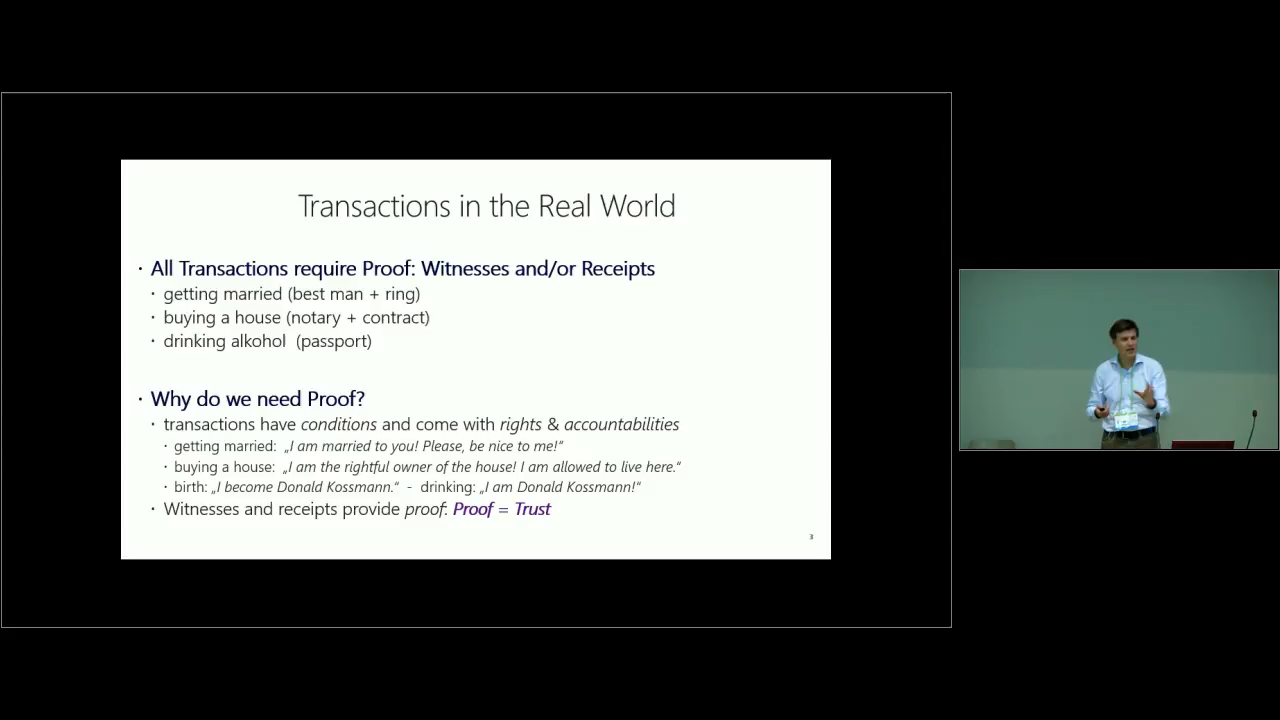 Transactions in the Real World
· All Transactions require Proof: Witnesses and/or Receipts
· getting married (best man + ring)
· buying a house (notary + contract)
· drinking alkohol (passport)
· Why do we need Proof?
· transactions have conditions and come with rights & accountabilities
· getting married: „I am married to you! Please, be nice to me!“
· buying a house: „I am the rightful owner of the house! I am allowed to live here.“
· birth: „I become Donald Kossmann.“ - drinking: „I am Donald Kossmann!“
· Witnesses and receipts provide proof: Proof = Trust
3